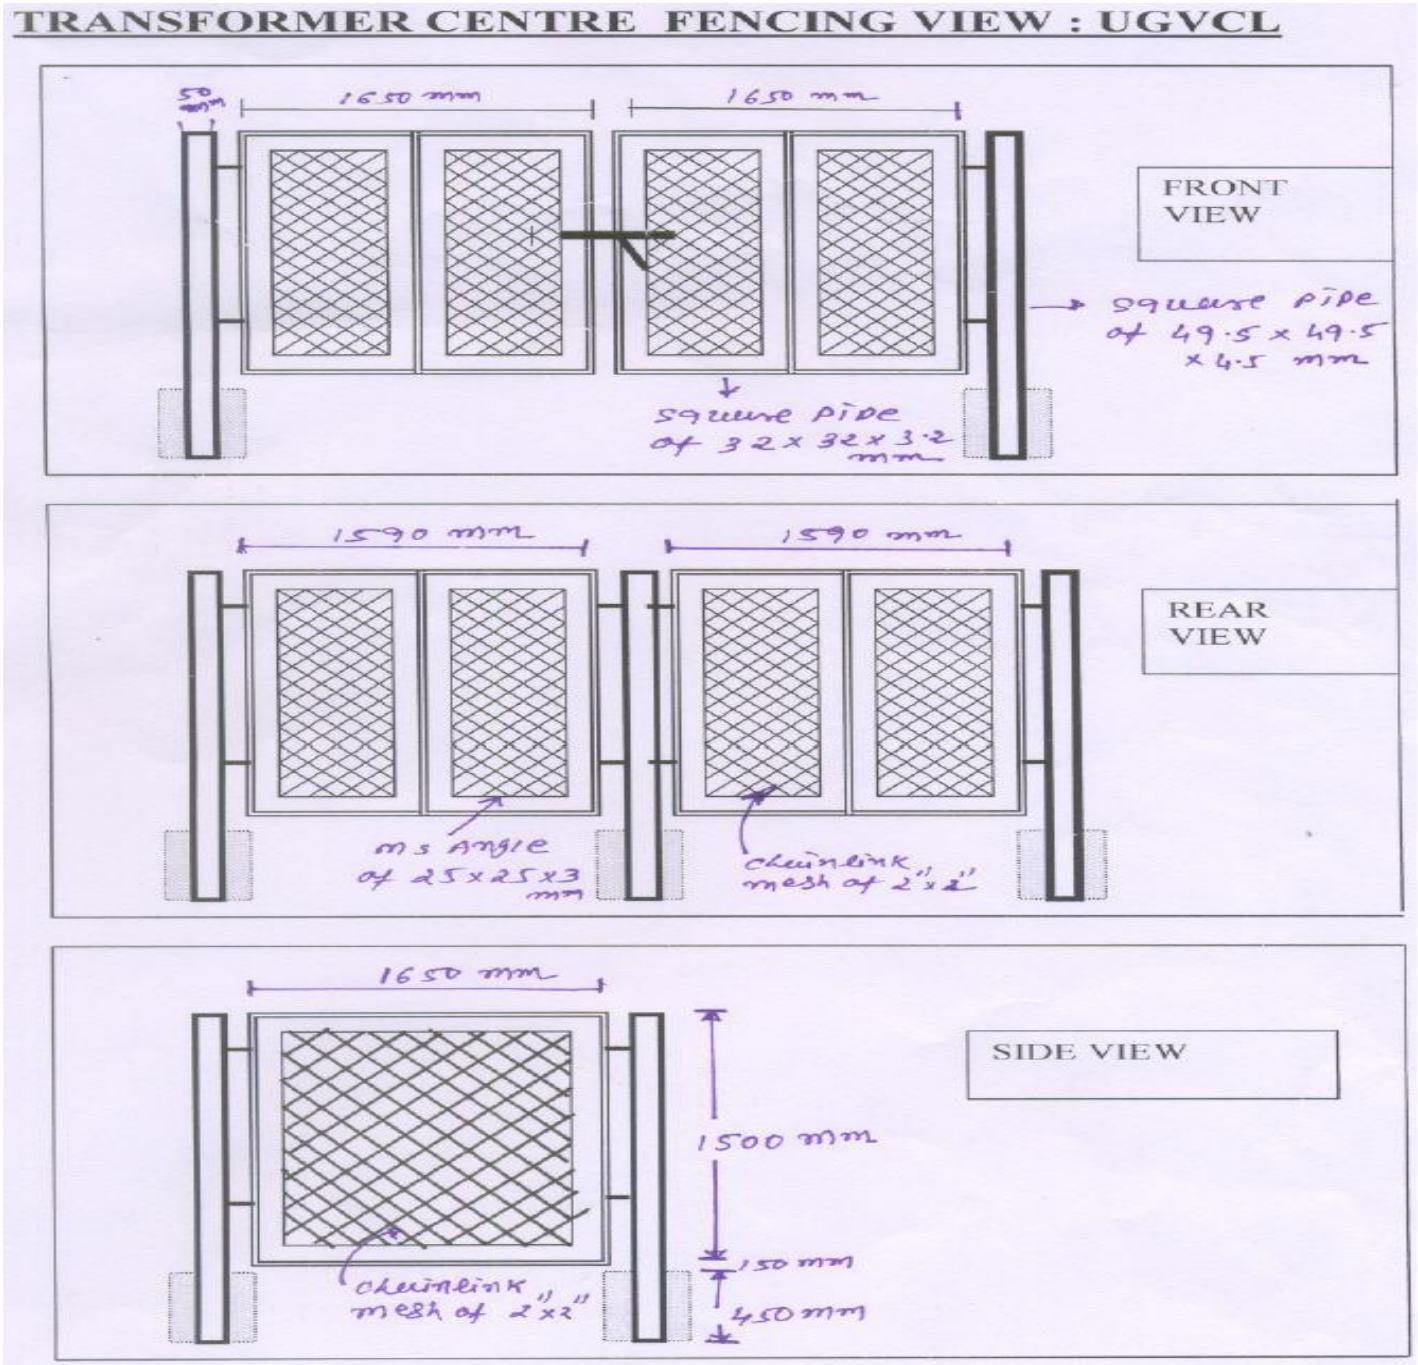 TRANSFORMER CENTRE FENCING VIEW : UGVCL
50
mm
1650 mm
1650 mm
FRONT
VIEW
square pipe
of 49.5 x 49.5
x 4.5 mm
square pipe
of 32 x 32 x 3.2
mm
1590 mm
1590 mm
REAR
VIEW
ms Angle
of 25x25x3
mm
chainlink
mesh of 2"x2"
1650 mm
SIDE VIEW
1500 mm
150 mm
450 mm
chainlink
mesh of 2"x2"